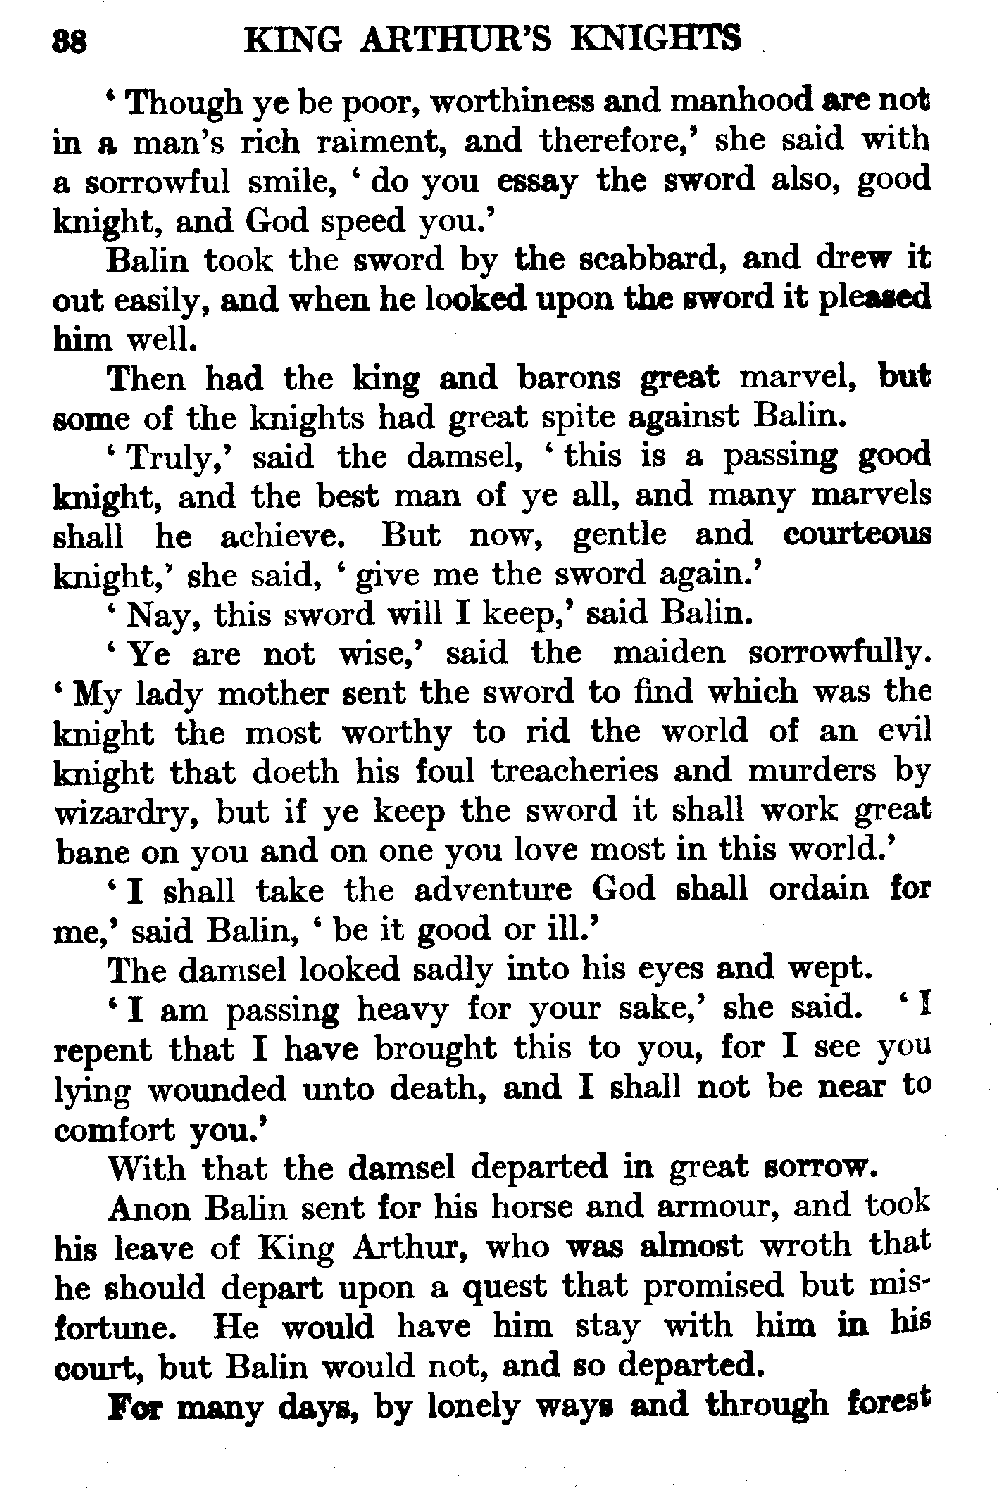 38 KING ARTHUR'S KNIGHTS
‘ Though ye be poor, worthiness and manhood are not
in a man's rich raiment, and therefore,’ she said with
a sorrowful smile, ‘ do you essay the sword also, good
knight, and God speed you.’
Balin took the sword by the scabbard, and drew it
out easily, and when he looked upon the sword it pleased
him well.
Then had the king and barons great marvel, but
some of the knights had great spite against Balin.
‘ Truly,’ said the damsel, ‘ this is a passing good
knight, and the best man of ye all, and many marvels
shall he achieve. But now, gentle and courteous
knight,’ she said, ‘ give me the sword again.’
‘ Nay, this sword will I keep,’ said Balin.
‘ Ye are not wise,’ said the maiden sorrowfully.
‘ My lady mother sent the sword to find which was the
knight the most worthy to rid the world of an evil
knight that doeth his foul treacheries and murders by
wizardry, but if ye keep the sword it shall work great
bane on you and on one you love most in this world.’
‘ I shall take the adventure God shall ordain for
me,’ said Balin, ‘ be it good or ill.’
The damsel looked sadly into his eyes and wept.
‘ I am passing heavy for your sake,’ she said. ‘ I
repent that I have brought this to you, for I see you
lying wounded unto death, and I shall not be near to
comfort you.’
With that the damsel departed in great sorrow.
Anon Balin sent for his horse and armour, and took
his leave of King Arthur, who was almost wroth that
he should depart upon a quest that promised but mis-
fortune. He would have him stay with him in his
court, but Balin would not, and so departed.
For many days, by lonely ways and through forest